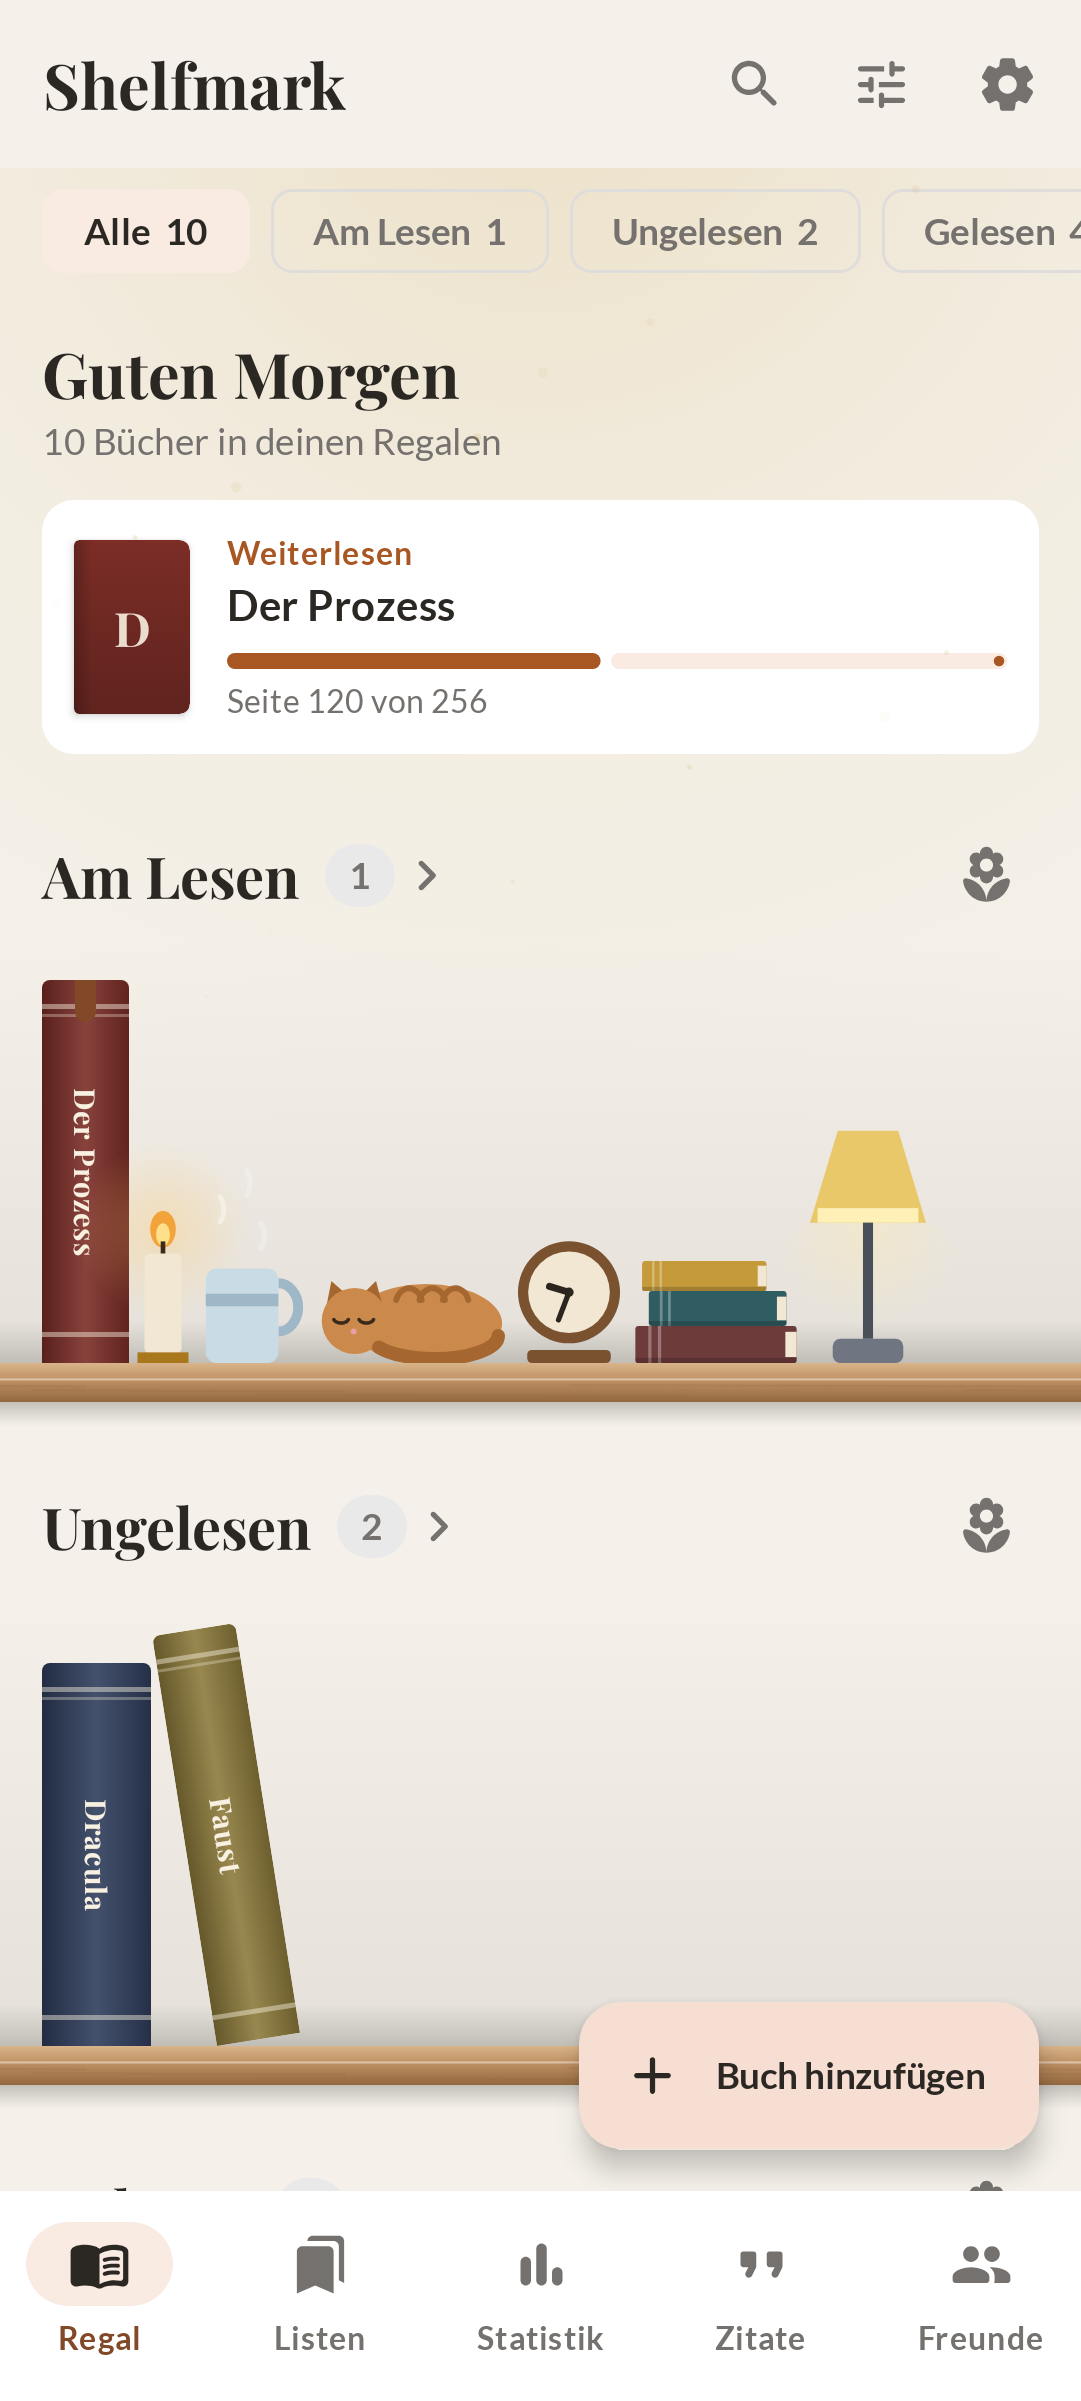 Shelfmark
Alle 10
Am Lesen 1
Ungelesen 2
Gelesen
Guten Morgen
10 Bücher in deinen Regalen
D
Weiterlesen
Der Prozess
Seite 120 von 256
Am Lesen 1
Der Prozess
Ungelesen 2
Dracula
Faust
Buch hinzufügen
Regal
Listen
Statistik
Zitate
Freunde